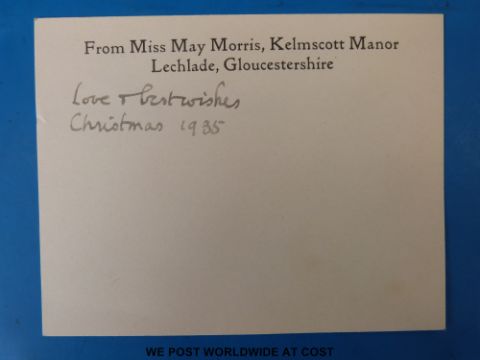 From Miss May Morris, Kelmscott Manor
Lechlade, Gloucestershire
Love & best wishes
Christmas 1935
WE POST WORLDWIDE AT COST